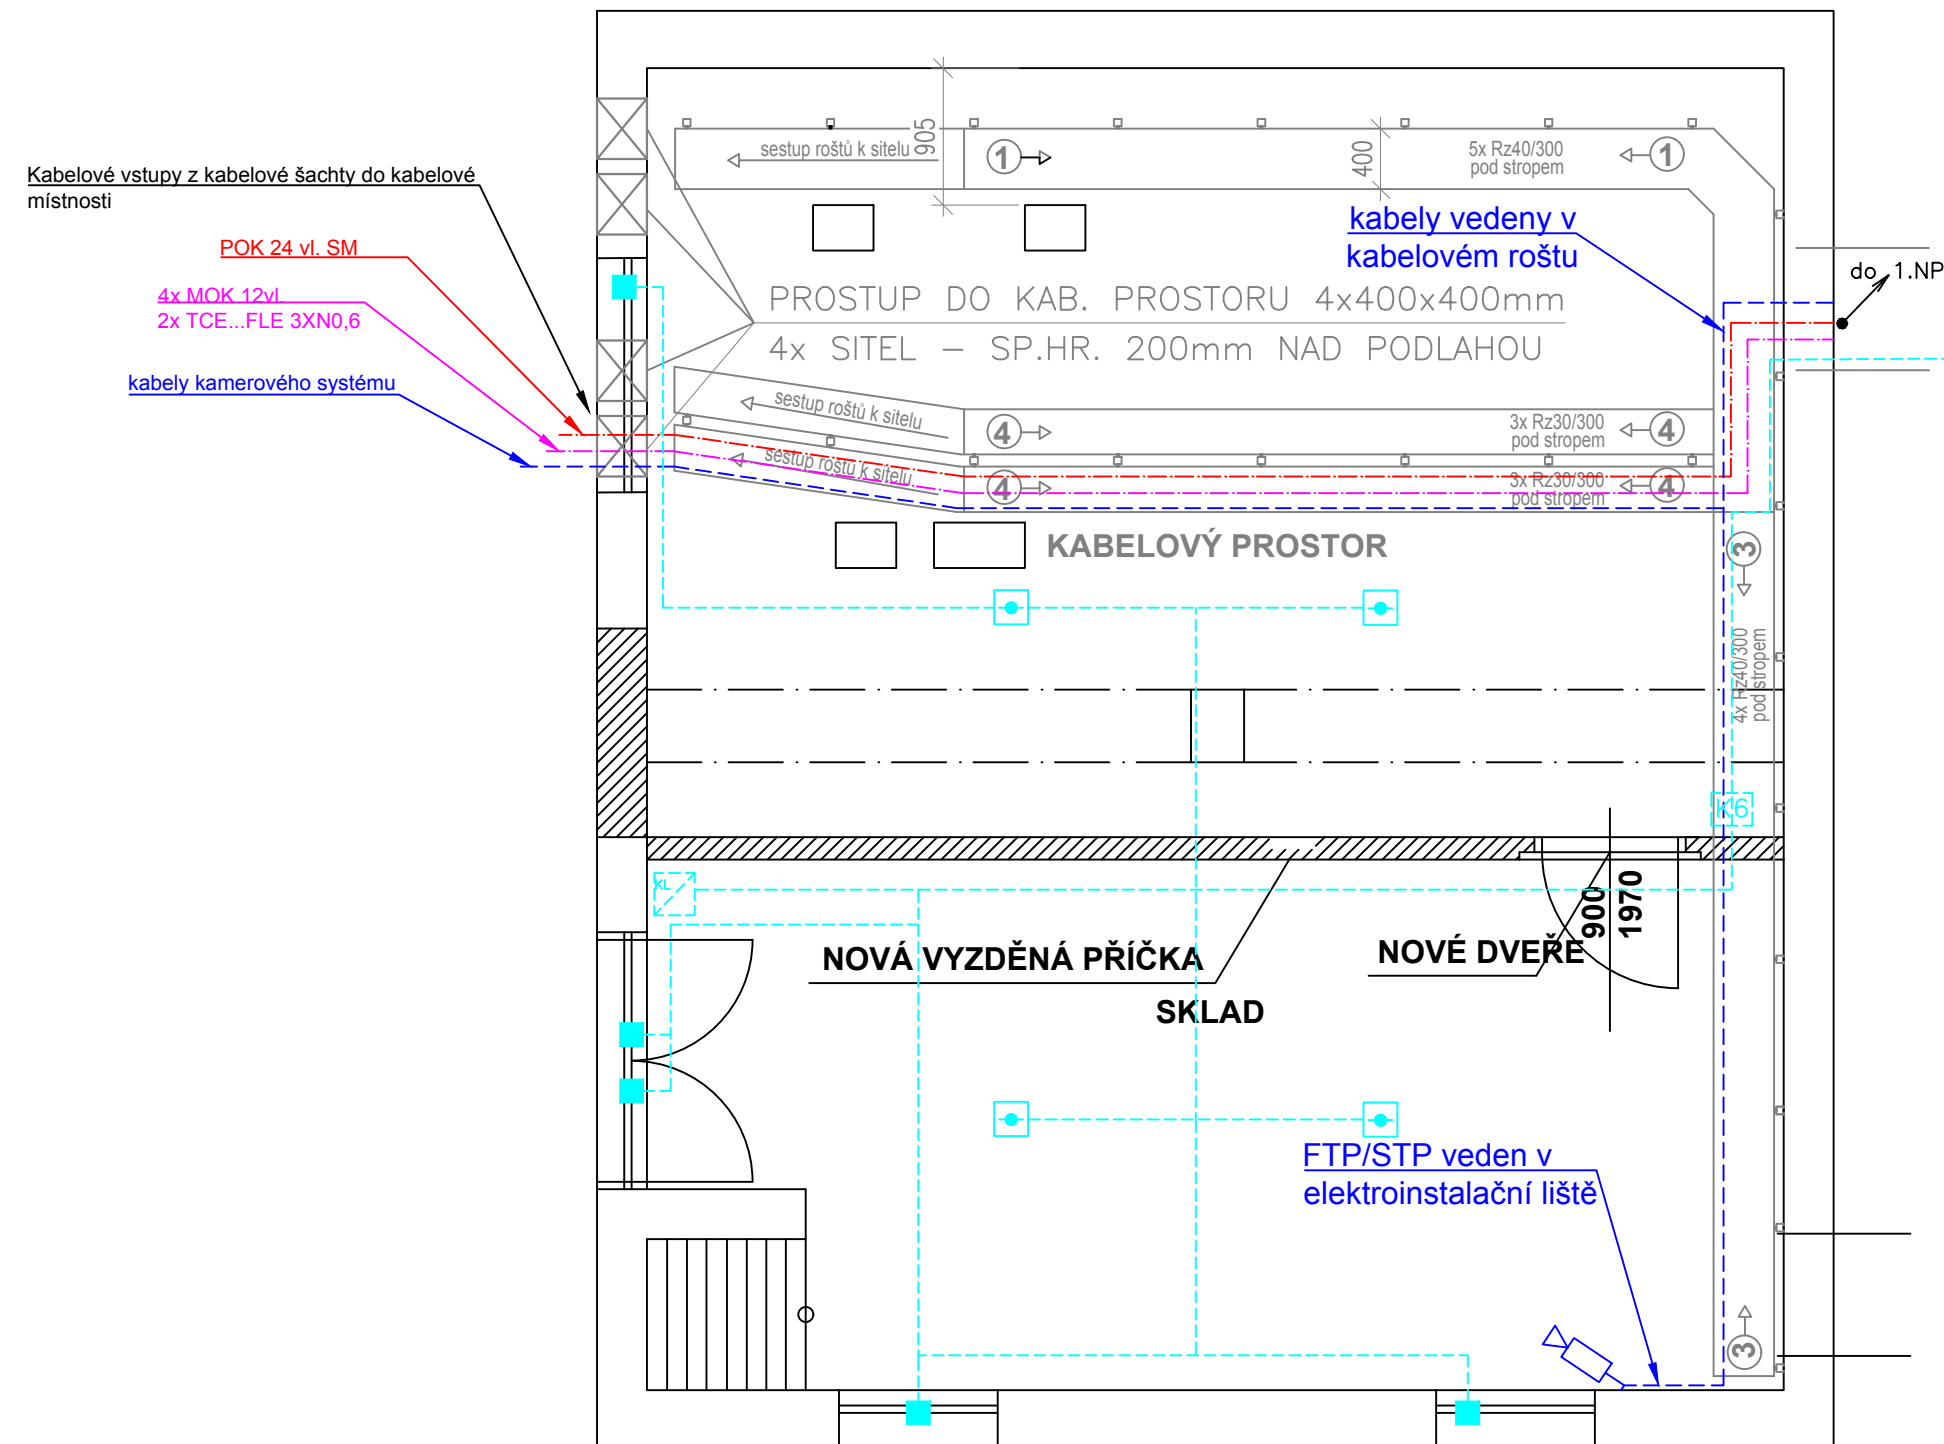 905
sestup roštů k sitelu
1
400
5x Rz40/300
pod stropem
1
Kabelové vstupy z kabelové šachty do kabelové
místnosti
kabely vedeny v
kabelovém roštu
POK 24 vl. SM
do 1.NP
4x MOK 12vl.
2x TCE...FLE 3XN0,6
PROSTUP DO KAB. PROSTORU 4x400x400mm
4x SITEL – SP.HR. 200mm NAD PODLAHOU
kabely kamerového systému
sestup roštů k sitelu
4
3x Rz30/300
pod stropem
4
sestup roštů k sitelu
4
3x Rz30/300
pod stropem
4
KABELOVÝ PROSTOR
3
4x Rz40/300
pod stropem
K6
XL
900
1970
NOVÁ VYZDĚNÁ PŘÍČKA
NOVÉ DVEŘE
SKLAD
FTP/STP veden v
elektroinstalační liště
3